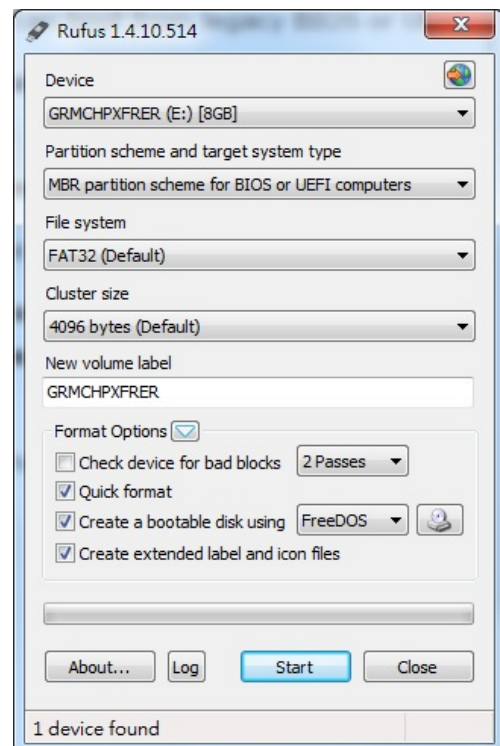 Rufus 1.4.10.514
Device
GRMCHPXFRER (E:) [8GB]
Partition scheme and target system type
MBR partition scheme for BIOS or UEFI computers
File system
FAT32 (Default)
Cluster size
4096 bytes (Default)
New volume label
GRMCHPXFRER
Format Options
Check device for bad blocks 2 Passes
Quick format
Create a bootable disk using FreeDOS
Create extended label and icon files
About... Log Start Close
1 device found